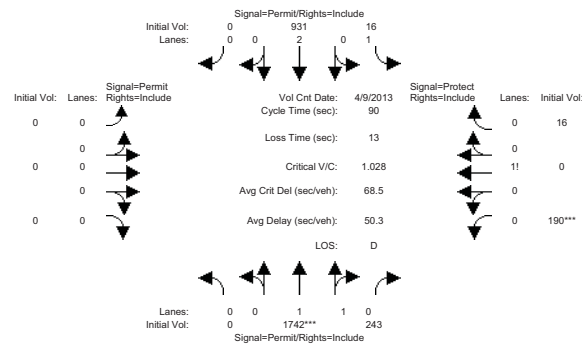 Signal=Permit/Rights=Include
Initial Vol: 0 931 16
Lanes: 0 0 2 0 1
Signal=Permit
Initial Vol: Lanes: Rights=Include
Vol Cnt Date: 4/9/2013
Signal=Protect
Rights=Include Lanes: Initial Vol:
Cycle Time (sec): 90
0 0
0 16
Loss Time (sec): 13
0
0
0 0
Critical V/C: 1.028
1! 0
0
Avg Crit Del (sec/veh): 68.5
0
0 0
Avg Delay (sec/veh): 50.3
0 190***
LOS: D
Lanes: 0 0 1 1 0
Initial Vol: 0 1742*** 243
Signal=Permit/Rights=Include